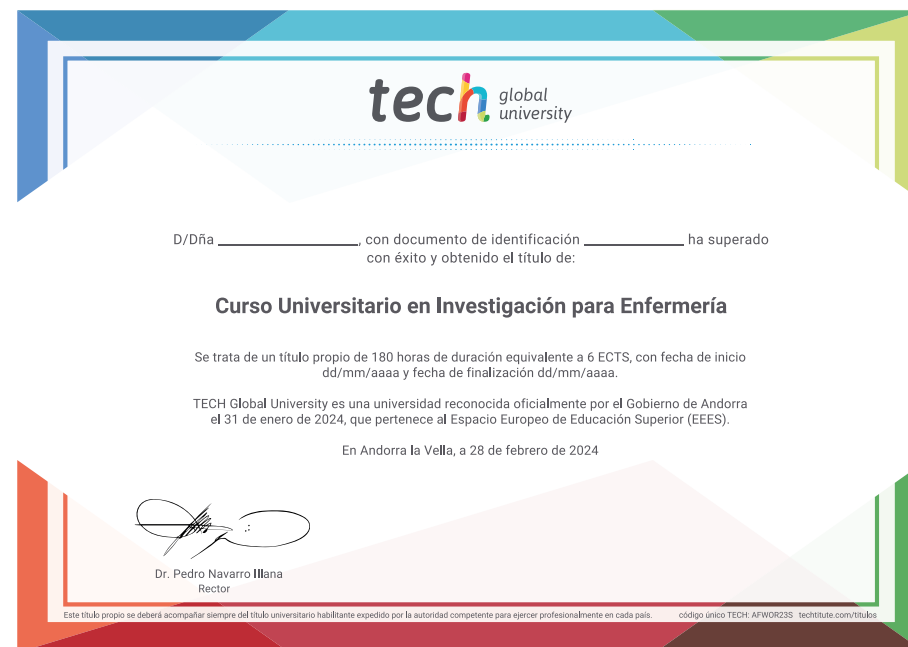 tech global university
D/Dña ____________________, con documento de identificación ______________ ha superado
con éxito y obtenido el título de:
Curso Universitario en Investigación para Enfermería
Se trata de un título propio de 180 horas de duración equivalente a 6 ECTS, con fecha de inicio
dd/mm/aaaa y fecha de finalización dd/mm/aaaa.
TECH Global University es una universidad reconocida oficialmente por el Gobierno de Andorra
el 31 de enero de 2024, que pertenece al Espacio Europeo de Educación Superior (EEES).
En Andorra la Vella, a 28 de febrero de 2024
Dr. Pedro Navarro Illana
Rector
Este título propio se deberá acompañar siempre del título universitario habilitante expedido por la autoridad competente para ejercer profesionalmente en cada país. código único TECH: AFWOR23S techtitute.com/titulos